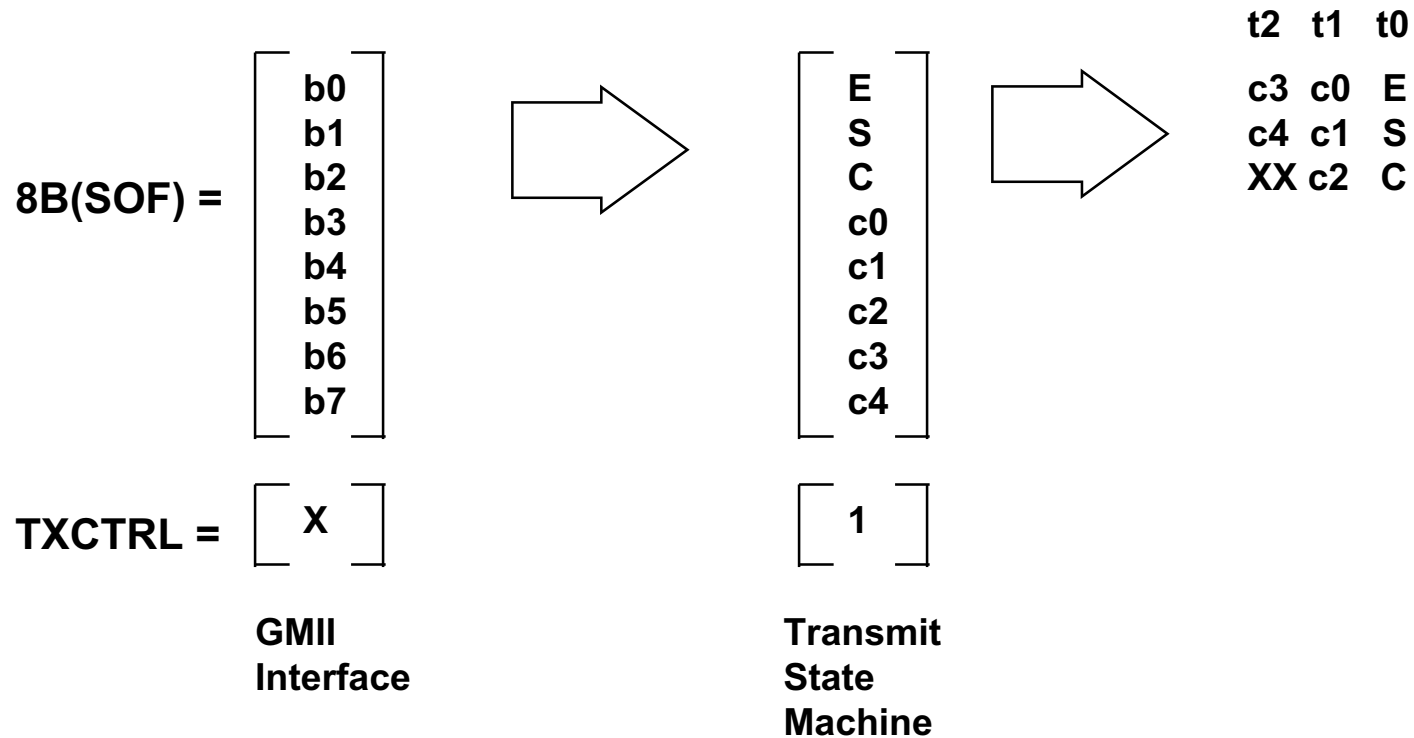 t2 t1 t0
c3 c0 E
c4 c1 S
XX c2 C
8B(SOF) =
b0
b1
b2
b3
b4
b5
b6
b7
E
S
C
c0
c1
c2
c3
c4
TXCTRL =
X
1
GMII
Interface
Transmit
State
Machine